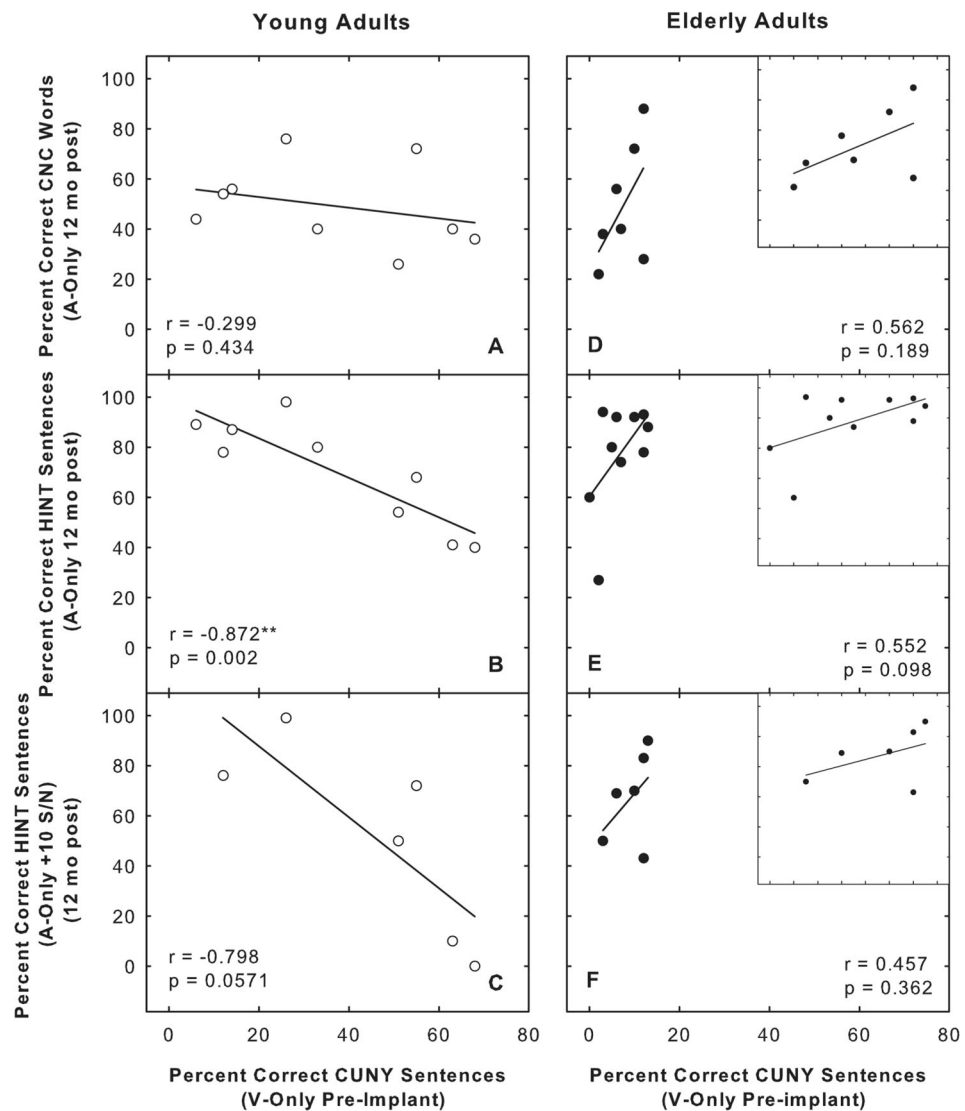 Young Adults
Elderly Adults
Percent Correct CNC Words
(A-Only 12 mo post)
100
80
60
40
20
0
r = -0.299
p = 0.434
A
D
r = 0.562
p = 0.189
Percent Correct HINT Sentences
(A-Only 12 mo post)
100
80
60
40
20
0
r = -0.872**
p = 0.002
B
E
r = 0.552
p = 0.098
Percent Correct HINT Sentences
(A-Only +10 S/N)
(12 mo post)
100
80
60
40
20
0
r = -0.798
p = 0.0571
C
F
r = 0.457
p = 0.362
0 20 40 60 80
0 20 40 60 80
Percent Correct CUNY Sentences
(V-Only Pre-Implant)
Percent Correct CUNY Sentences
(V-Only Pre-implant)